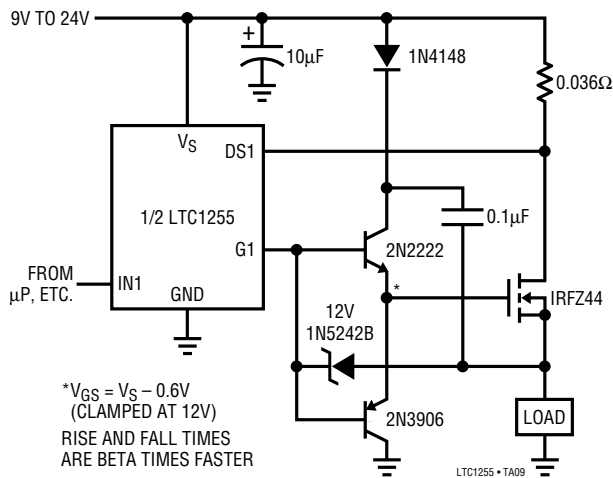 9V TO 24V
+
10µF
1N4148
0.036Ω
VS
DS1
1/2 LTC1255
0.1µF
G1
2N2222
FROM
µP, ETC.
IN1
*
IRFZ44
GND
12V
1N5242B
*VGS = VS – 0.6V
(CLAMPED AT 12V)
2N3906
LOAD
RISE AND FALL TIMES
ARE BETA TIMES FASTER
LTC1255 • TA09